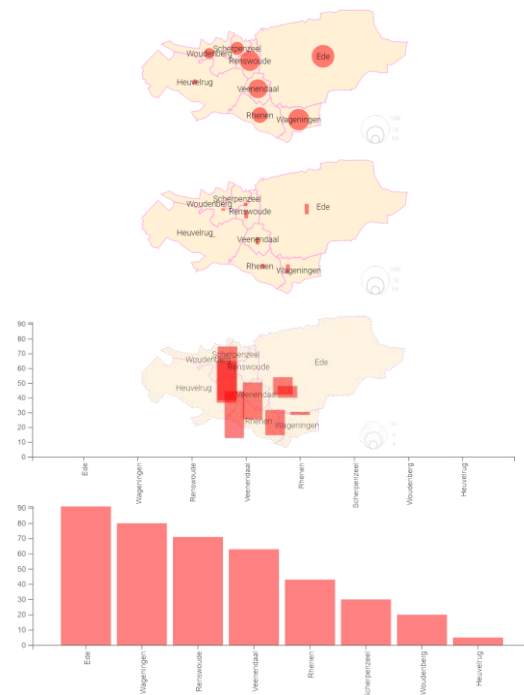 Scherpenzeel
Woudenberg
Renswoude
Ede
Heuvelrug
Veenendaal
Rhenen
Wageningen
Scherpenzeel
Woudenberg
Renswoude
Ede
Heuvelrug
Veenendaal
Rhenen
Wageningen
90
80
70
60
50
40
30
20
10
0
Scherpenzeel
Woudenberg
Renswoude
Ede
Heuvelrug
Veenendaal
Rhenen
Wageningen
Ede
Wageningen
Renswoude
Veenendaal
Rhenen
Scherpenzeel
Woudenberg
Heuvelrug
90
80
70
60
50
40
30
20
10
0
Ede
Wageningen
Renswoude
Veenendaal
Rhenen
Scherpenzeel
Woudenberg
Heuvelrug